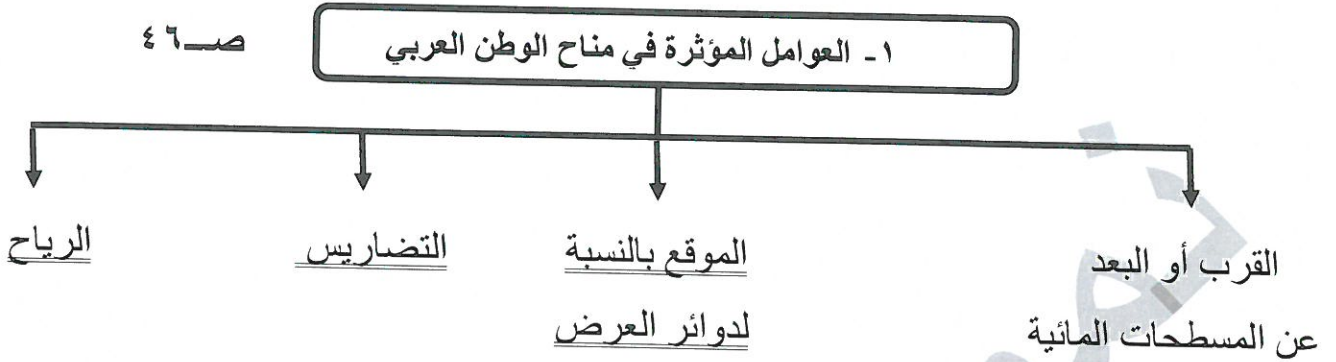 ١- العوامل المؤثرة في مناخ الوطن العربي
صـ٤٦
القرب أو البعد
عن المسطحات المائية
الموقع بالنسبة
لدوائر العرض
التضاريس
الرياح